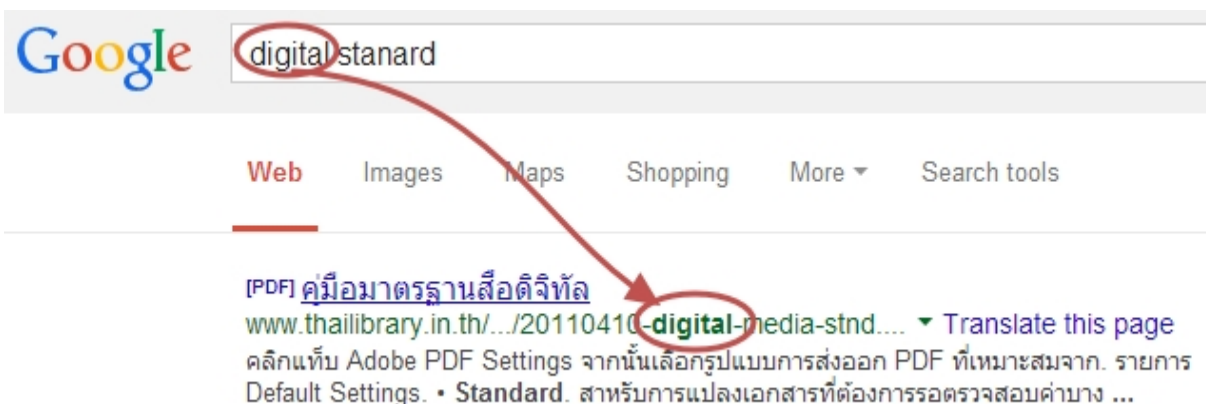 Google digital stanard
Web Images Maps Shopping More Search tools
[PDF] คู่มือมาตรฐานสื่อดิจิทัล
www.thailibrary.in.th/.../20110410-digital-media-stnd.... Translate this page
คลิกแท็บ Adobe PDF Settings จากนั้นเลือกรูปแบบการส่งออก PDF ที่เหมาะสมจาก. รายการ
Default Settings. • Standard. สาหรับการแปลงเอกสารที่ต้องการรอตรวจสอบค่าบาง ...